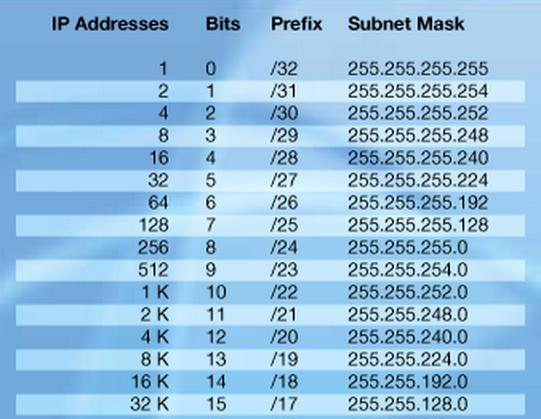 IP Addresses Bits Prefix Subnet Mask
1 0 /32 255.255.255.255
2 1 /31 255.255.255.254
4 2 /30 255.255.255.252
8 3 /29 255.255.255.248
16 4 /28 255.255.255.240
32 5 /27 255.255.255.224
64 6 /26 255.255.255.192
128 7 /25 255.255.255.128
256 8 /24 255.255.255.0
512 9 /23 255.255.254.0
1 K 10 /22 255.255.252.0
2 K 11 /21 255.255.248.0
4 K 12 /20 255.255.240.0
8 K 13 /19 255.255.224.0
16 K 14 /18 255.255.192.0
32 K 15 /17 255.255.128.0